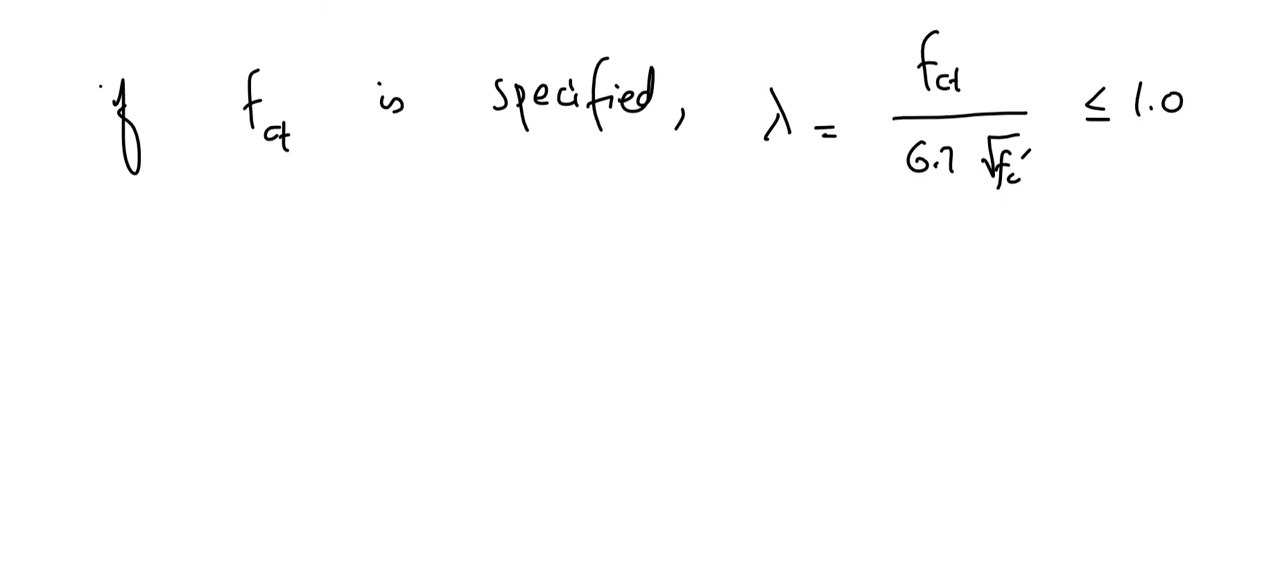 if f_ct is specified, λ = f_ct / 6.7 √f_c' ≤ 1.0